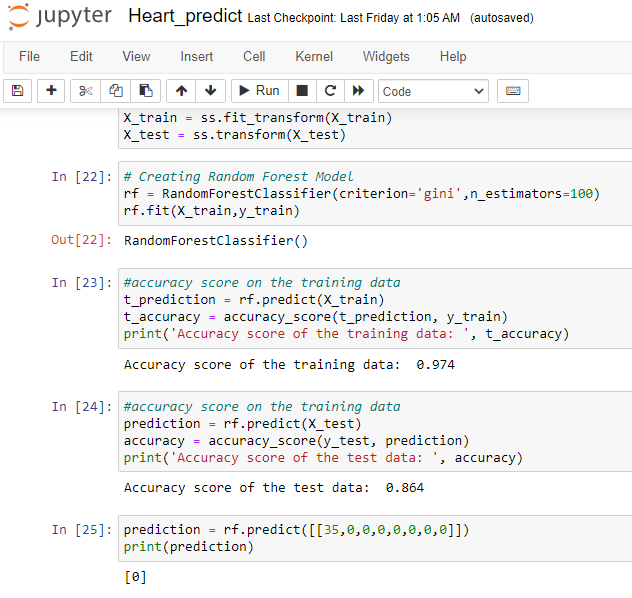 jupyter Heart_predict Last Checkpoint: Last Friday at 1:05 AM (autosaved)
File Edit View Insert Cell Kernel Widgets Help
Run Code
X_train = ss.fit_transform(X_train)
X_test = ss.transform(X_test)
In [22]: # Creating Random Forest Model
rf = RandomForestClassifier(criterion='gini',n_estimators=100)
rf.fit(X_train,y_train)
Out[22]: RandomForestClassifier()
In [23]: #accuracy score on the training data
t_prediction = rf.predict(X_train)
t_accuracy = accuracy_score(t_prediction, y_train)
print('Accuracy score of the training data: ', t_accuracy)
Accuracy score of the training data:  0.974
In [24]: #accuracy score on the training data
prediction = rf.predict(X_test)
accuracy = accuracy_score(y_test, prediction)
print('Accuracy score of the test data: ', accuracy)
Accuracy score of the test data:  0.864
In [25]: prediction = rf.predict([[35,0,0,0,0,0,0,0]])
print(prediction)
[0]